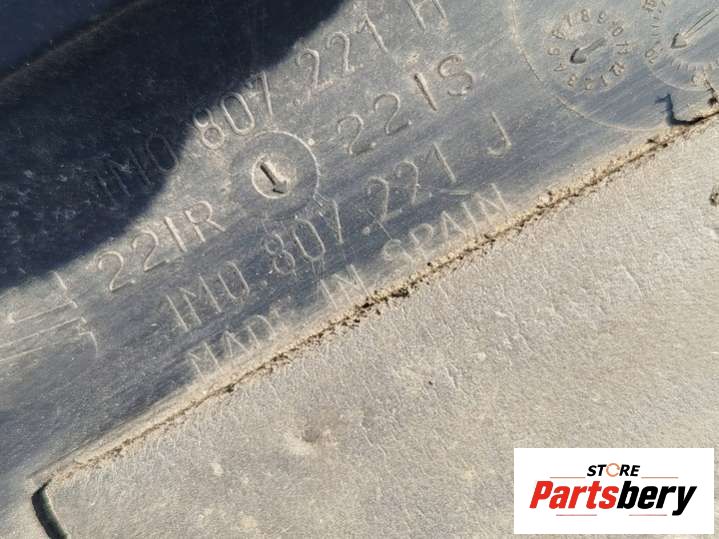 1M0.807.221 H
221S
221R
1M0.807.221 J
MADE IN SPAIN
STORE
Partsbery